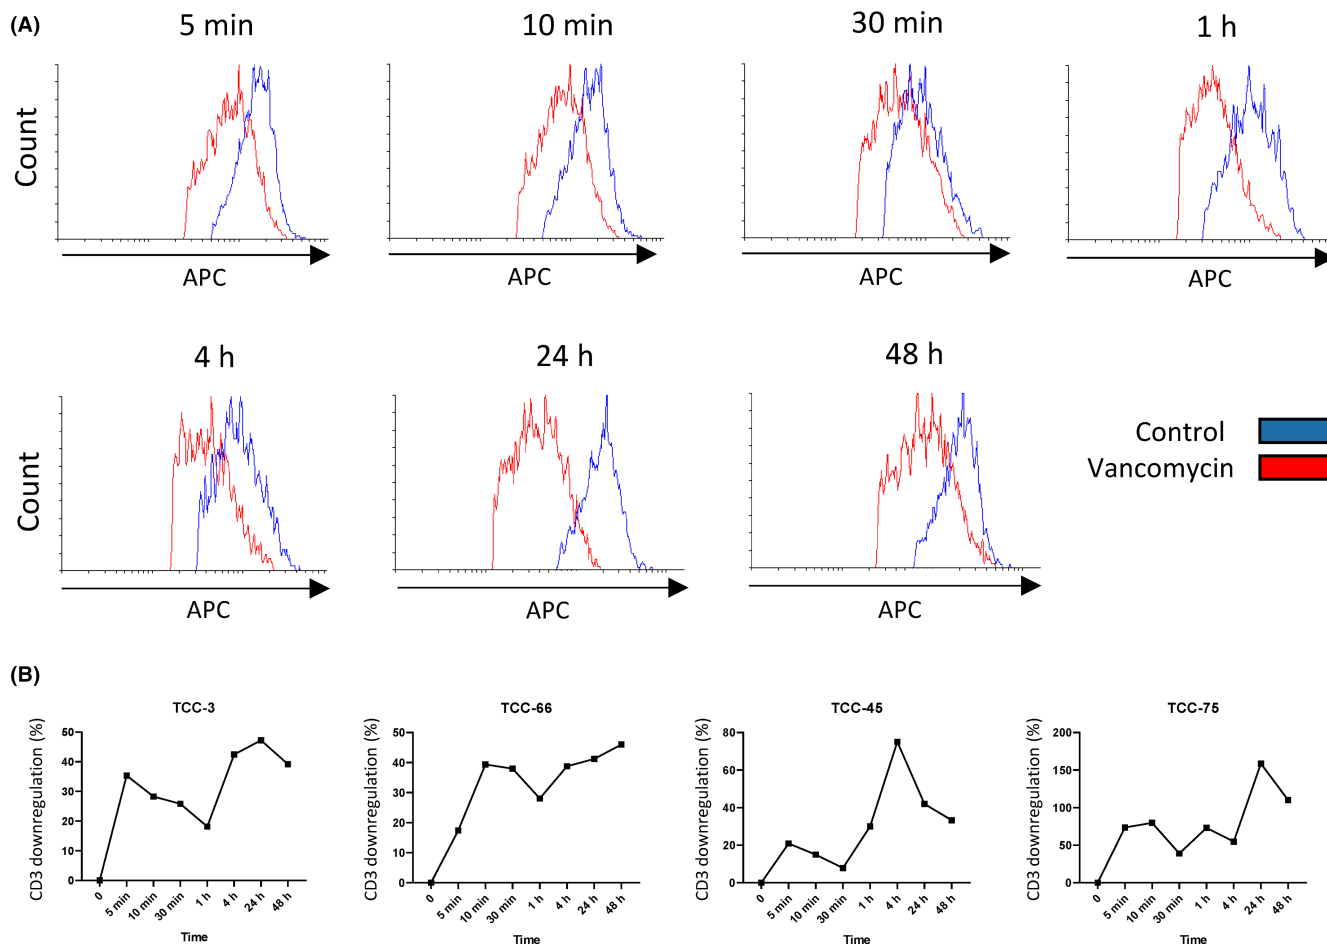 (A)
5 min
10 min
30 min
1 h
Count
APC
APC
APC
APC
4 h
24 h
48 h
Count
APC
APC
APC
Control
Vancomycin
(B)
TCC-3
CD3 downregulation (%)
50
40
30
20
10
0
0
5 min
10 min
30 min
1 h
4 h
24 h
48 h
Time
TCC-66
CD3 downregulation (%)
50
40
30
20
10
0
0
5 min
10 min
30 min
1 h
4 h
24 h
48 h
Time
TCC-45
CD3 downregulation (%)
80
60
40
20
0
0
5 min
10 min
30 min
1 h
4 h
24 h
48 h
Time
TCC-75
CD3 downregulation (%)
200
150
100
50
0
0
5 min
10 min
30 min
1 h
4 h
24 h
48 h
Time